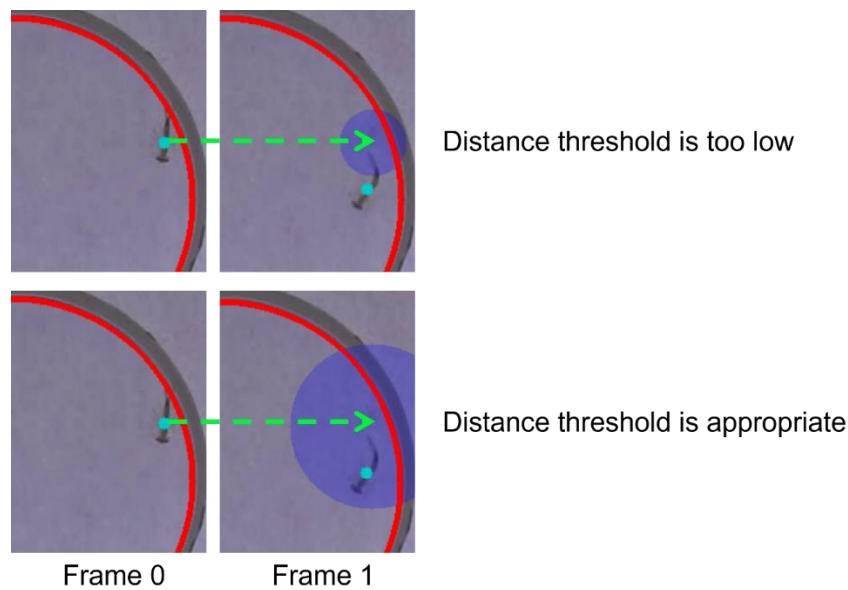 Distance threshold is too low
Distance threshold is appropriate
Frame 0
Frame 1